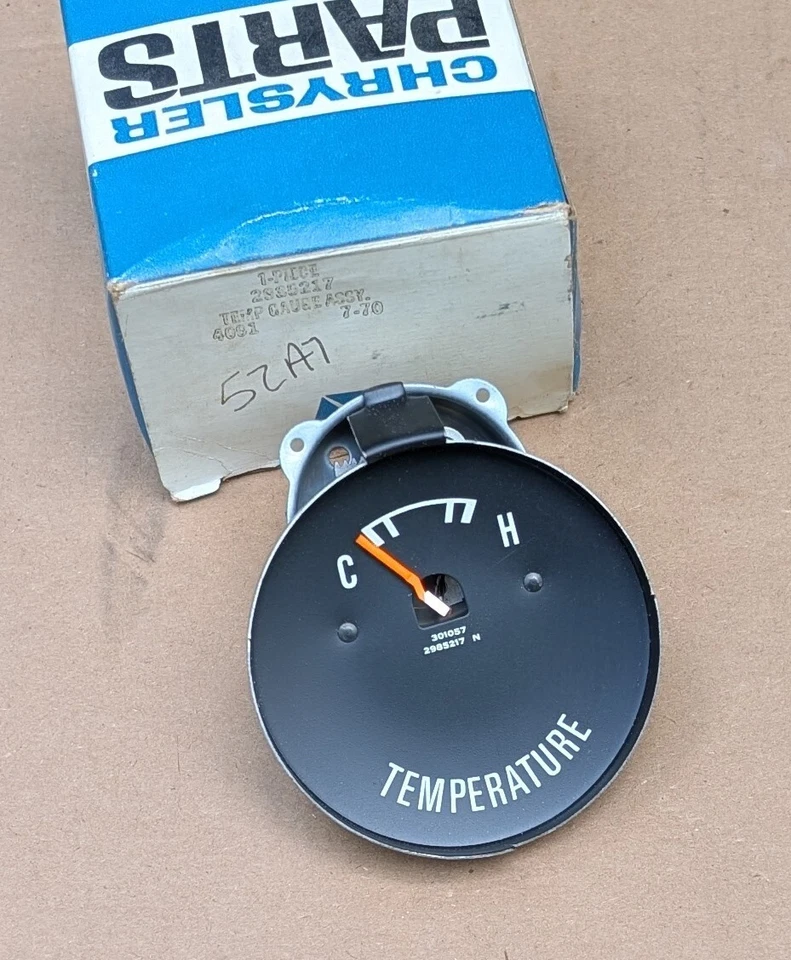 CHRYSLER
PARTS
1-PIECE
2985217
TEMP GAUGE ASSY.
4091 7-70
52A7
C H
301057
2985217 N
TEMPERATURE